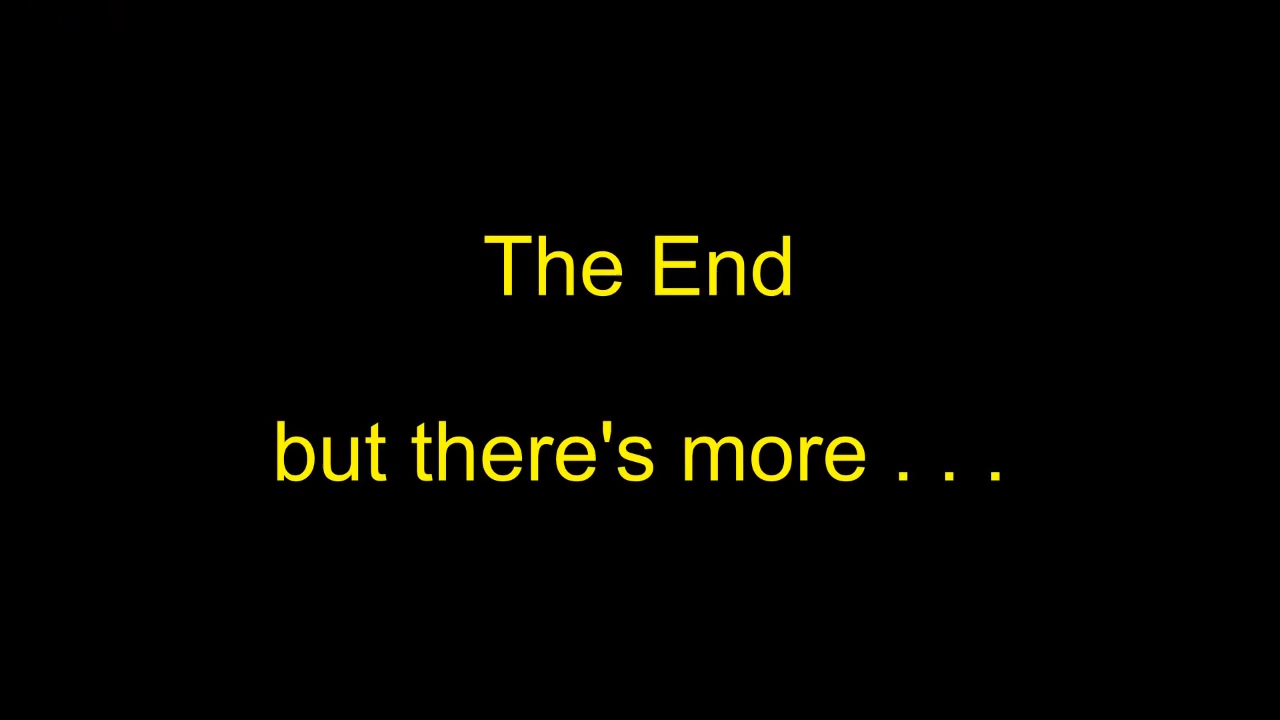 The End
but there's more . . .